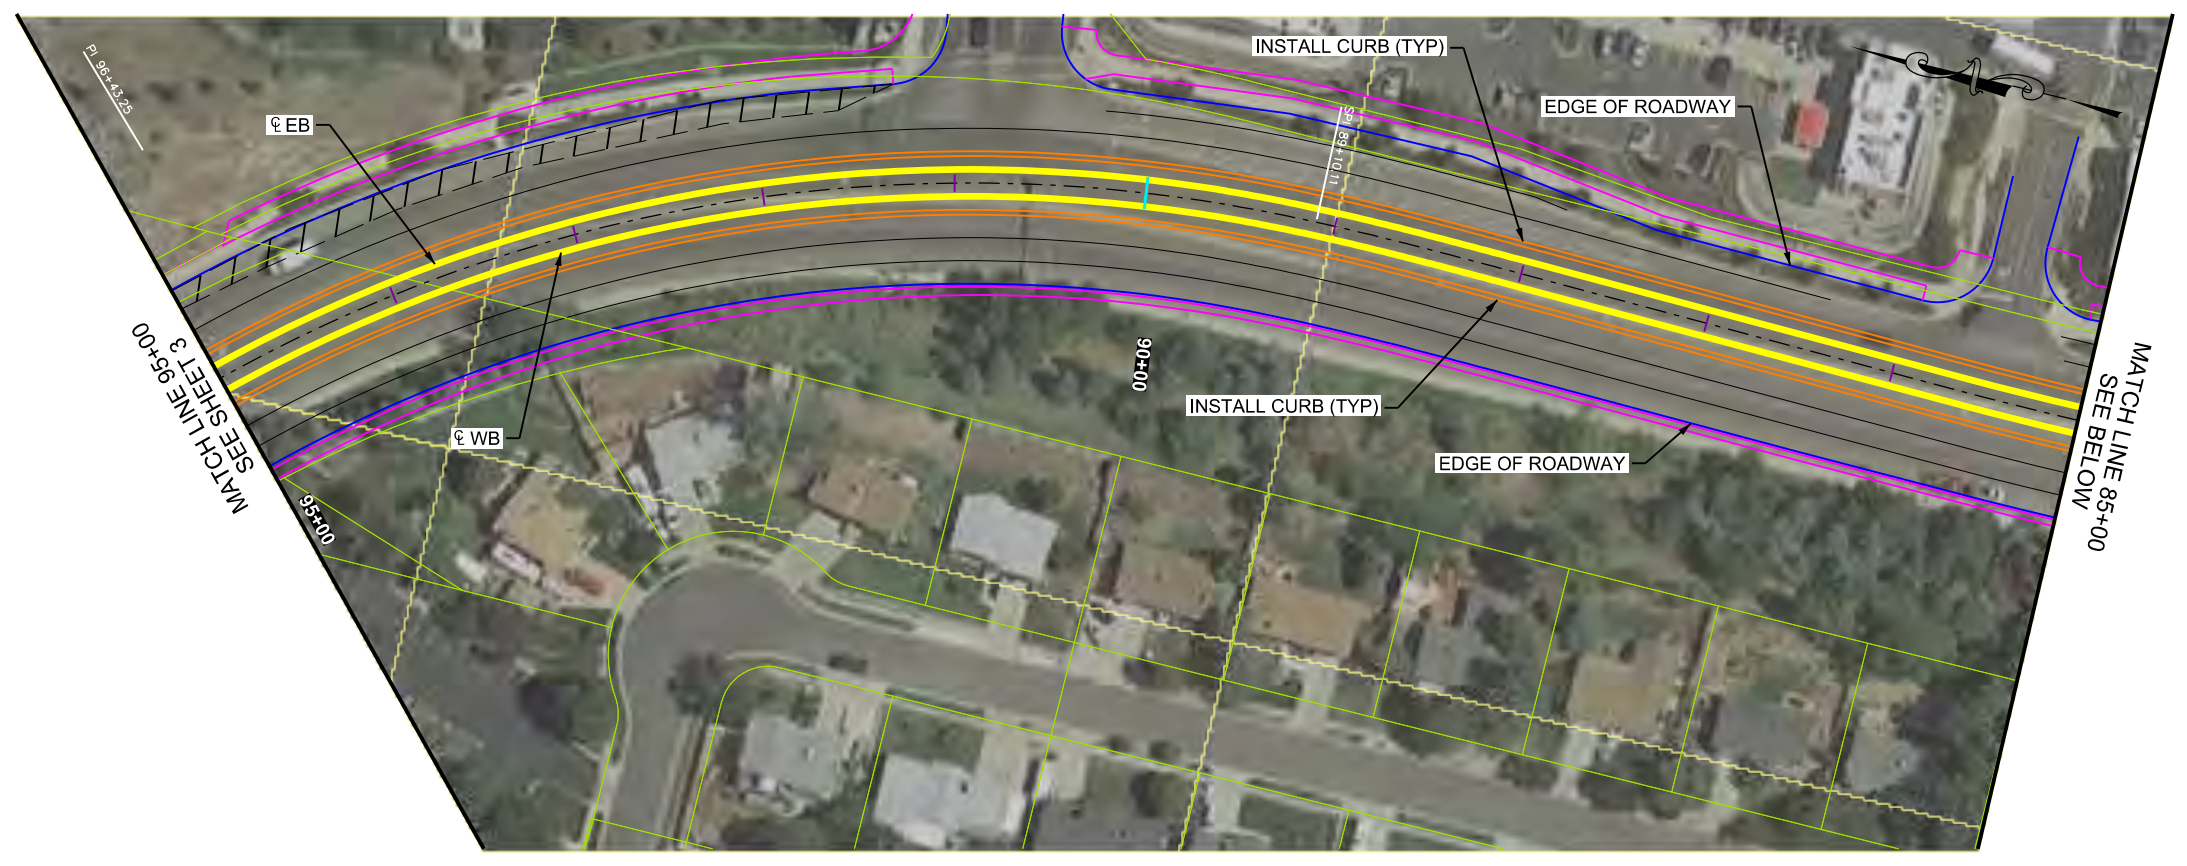 PI 96+43.25
℄ EB
INSTALL CURB (TYP)
EDGE OF ROADWAY
SPI 89+10.11
MATCH LINE 95+00
SEE SHEET 3
℄ WB
95+00
90+00
INSTALL CURB (TYP)
EDGE OF ROADWAY
MATCH LINE 85+00
SEE BELOW